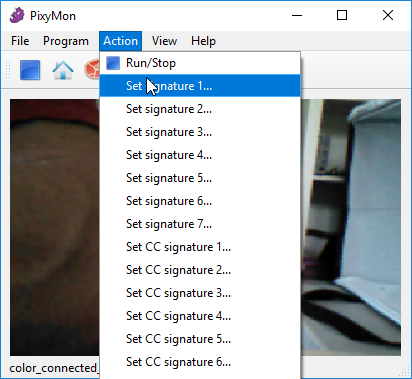 PixyMon
File Program Action View Help
Run/Stop
Set signature 1...
Set signature 2...
Set signature 3...
Set signature 4...
Set signature 5...
Set signature 6...
Set signature 7...
Set CC signature 1...
Set CC signature 2...
Set CC signature 3...
Set CC signature 4...
Set CC signature 5...
Set CC signature 6...
color_connected_